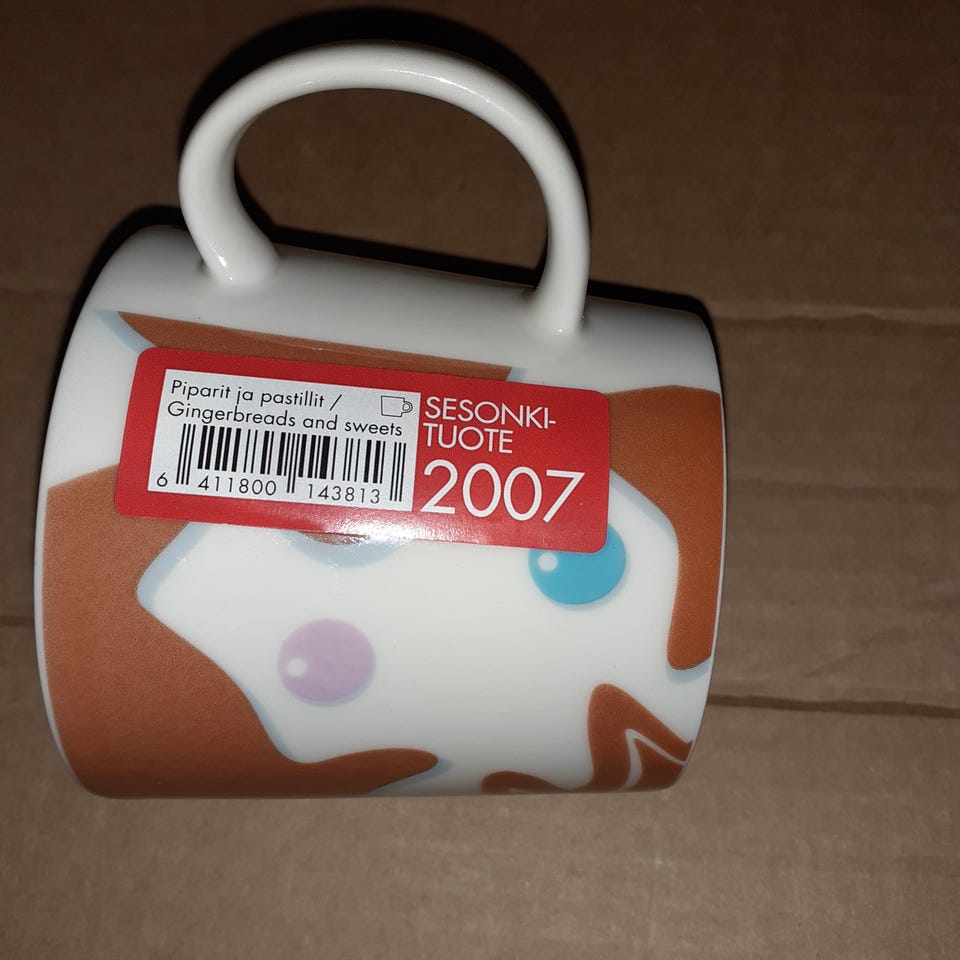 Piparit ja pastillit /
Gingerbreads and sweets
6 411800 143813
SESONKI-
TUOTE
2007